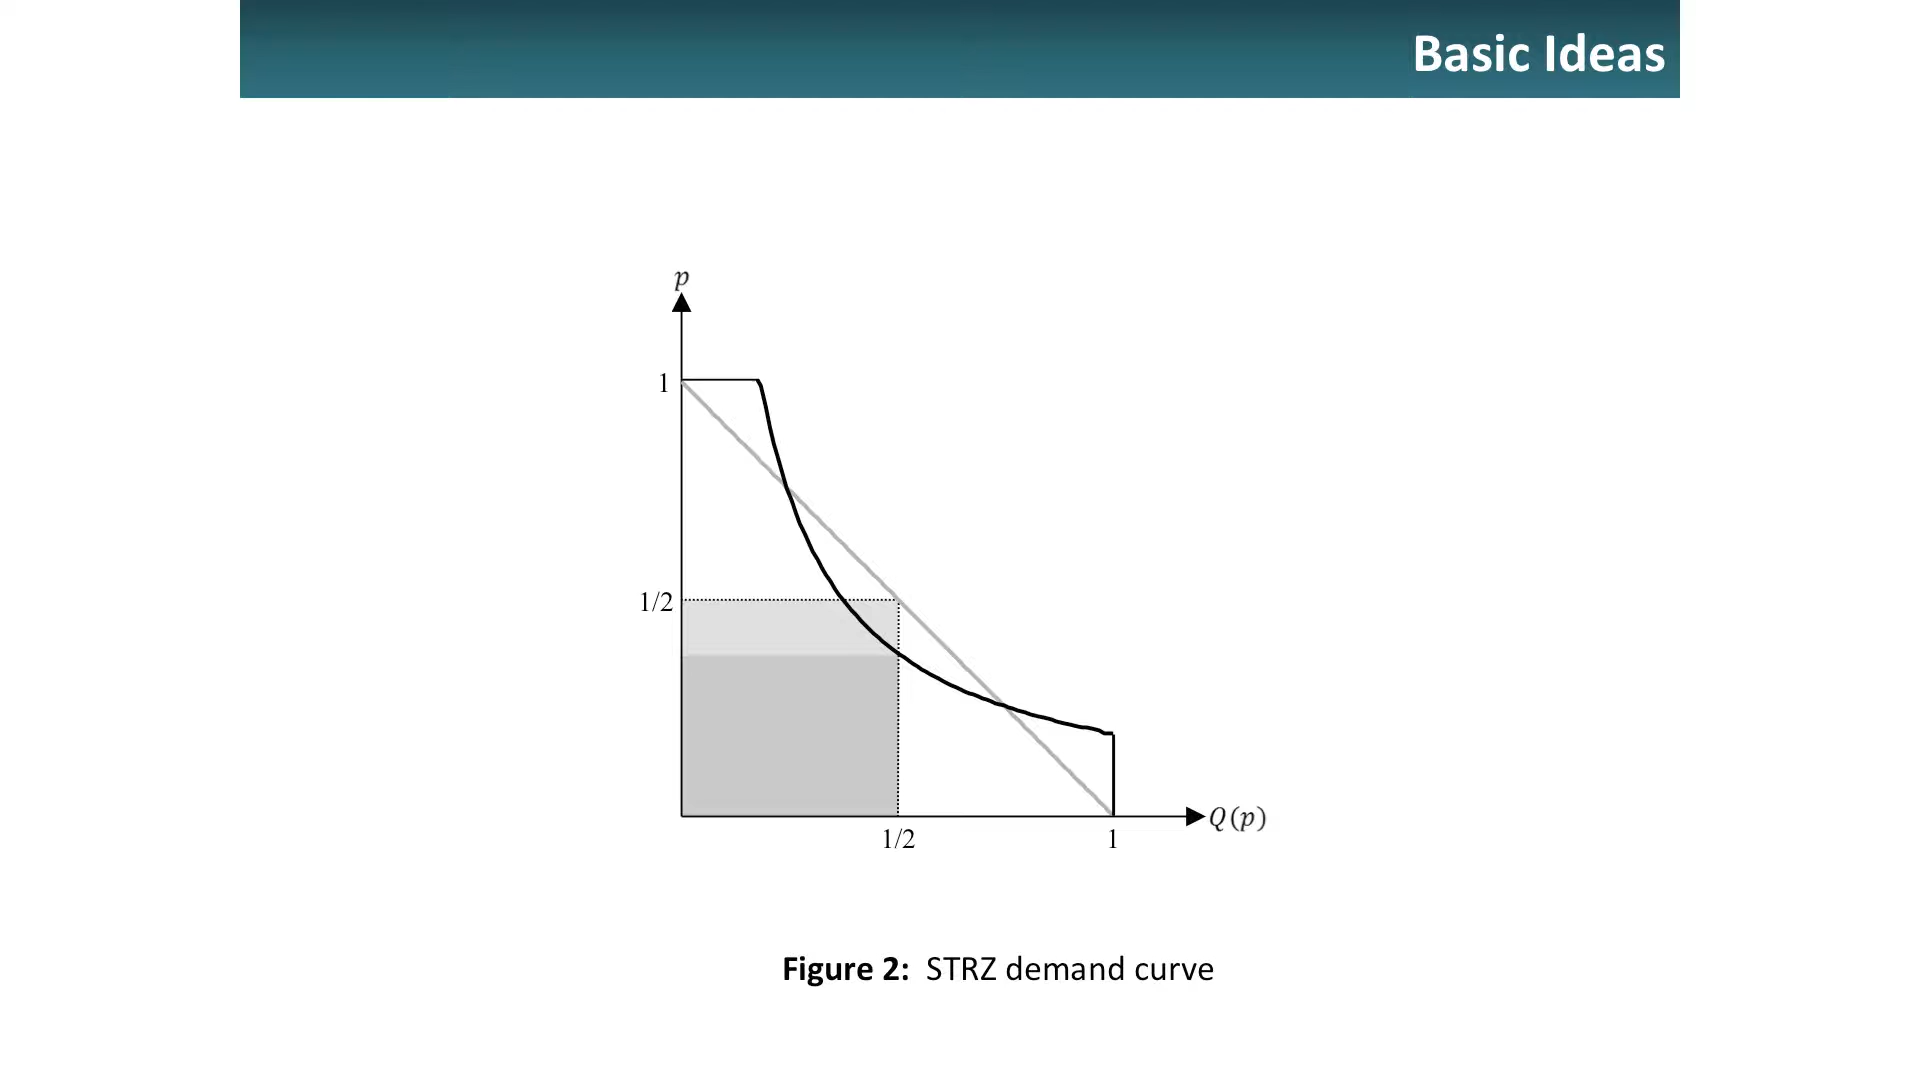 Basic Ideas
p
1
1/2
Q(p)
1/2
1
Figure 2: STRZ demand curve